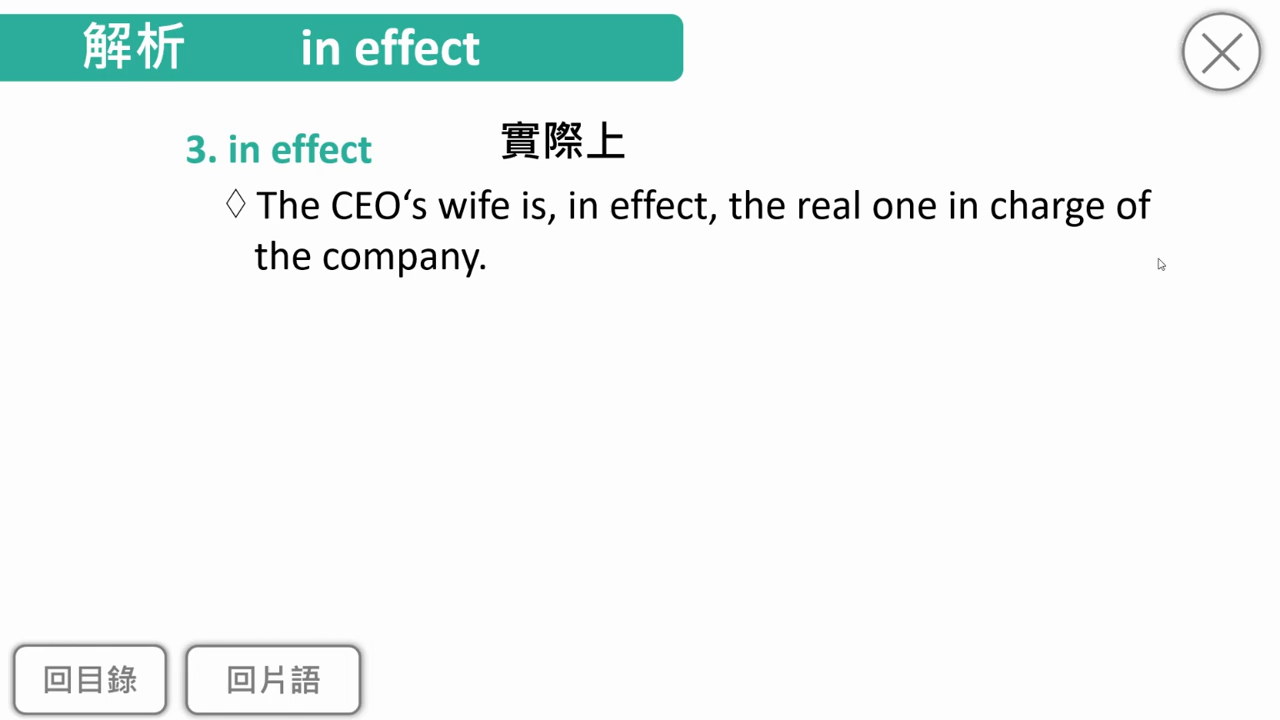 解析 in effect
3. in effect 實際上
◊ The CEO‘s wife is, in effect, the real one in charge of
the company.
回目錄 回片語